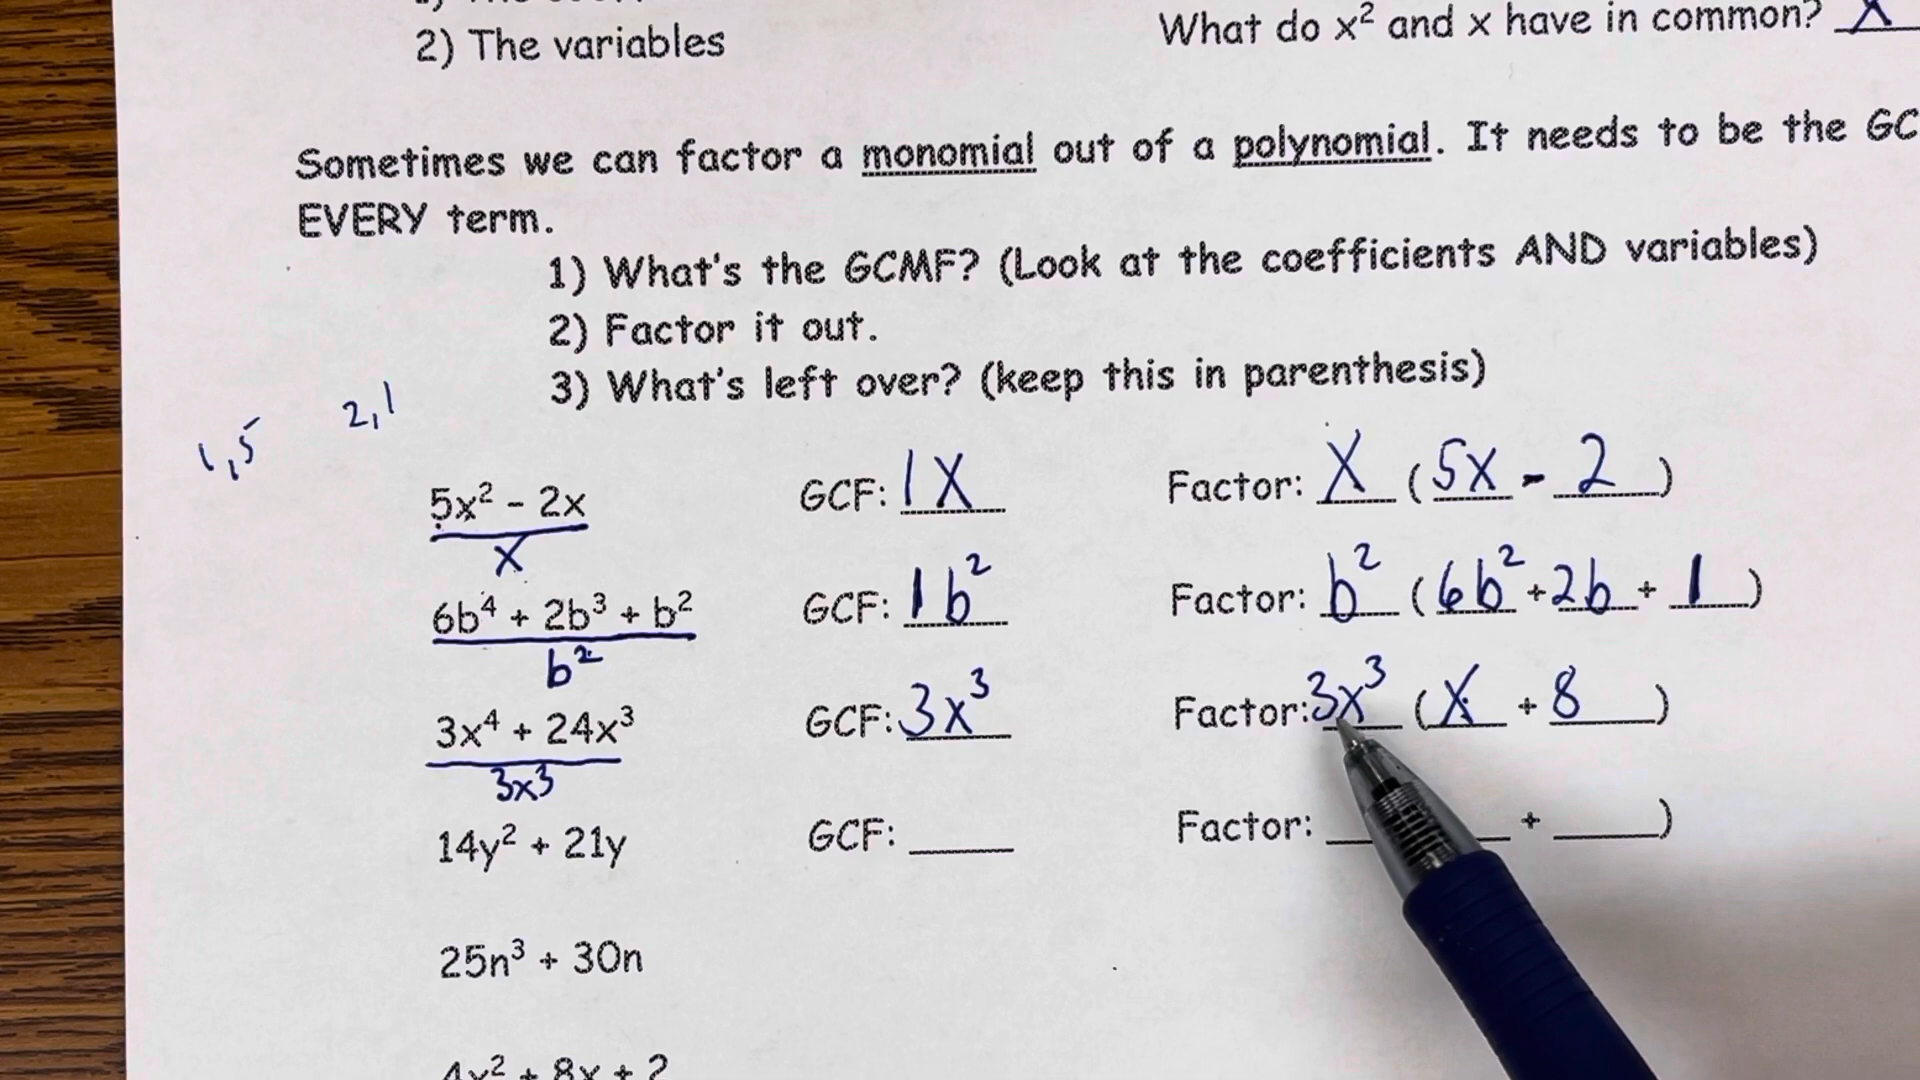 2) The variables
What do x² and x have in common? X
Sometimes we can factor a monomial out of a polynomial. It needs to be the GC
EVERY term.
1) What's the GCMF? (Look at the coefficients AND variables)
2) Factor it out.
3) What's left over? (keep this in parenthesis)
1,5 2,1
5x² - 2x GCF: 1X Factor: X (5x - 2)
x
6b⁴ + 2b³ + b² GCF: 1b² Factor: b² (6b² + 2b + 1)
b²
3x⁴ + 24x³ GCF: 3x³ Factor: 3x³ (x + 8)
3x3
14y² + 21y GCF: ____ Factor: ____ + ____)
25n³ + 30n